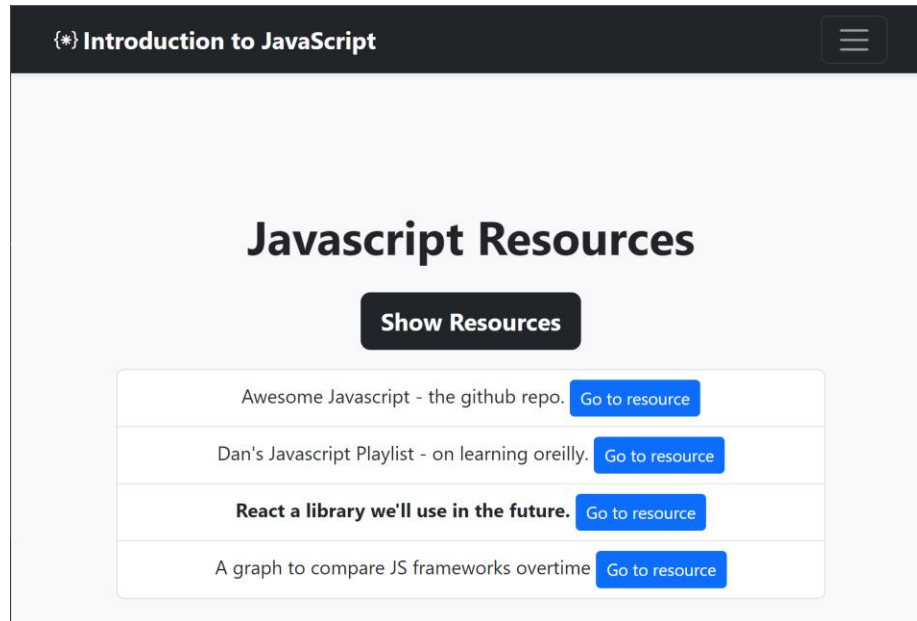 {*} Introduction to JavaScript
Javascript Resources
Show Resources
Awesome Javascript - the github repo. Go to resource
Dan's Javascript Playlist - on learning oreilly. Go to resource
React a library we'll use in the future. Go to resource
A graph to compare JS frameworks overtime Go to resource